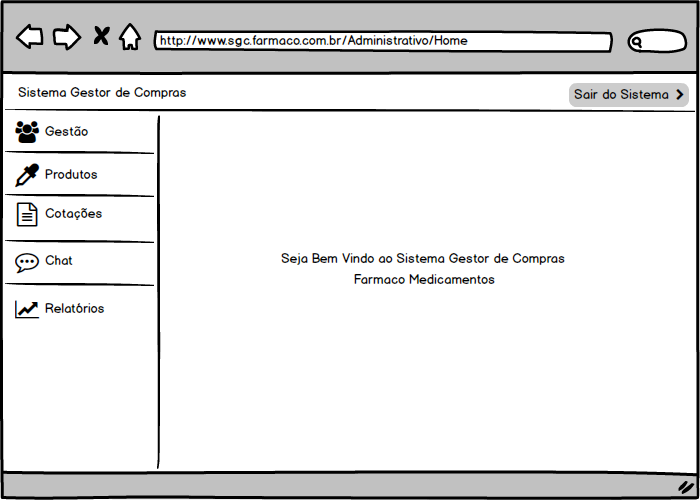 http://www.sgc.farmaco.com.br/Administrativo/Home
Sistema Gestor de Compras
Sair do Sistema
Gestão
Produtos
Cotações
Chat
Relatórios
Seja Bem Vindo ao Sistema Gestor de Compras
Farmaco Medicamentos